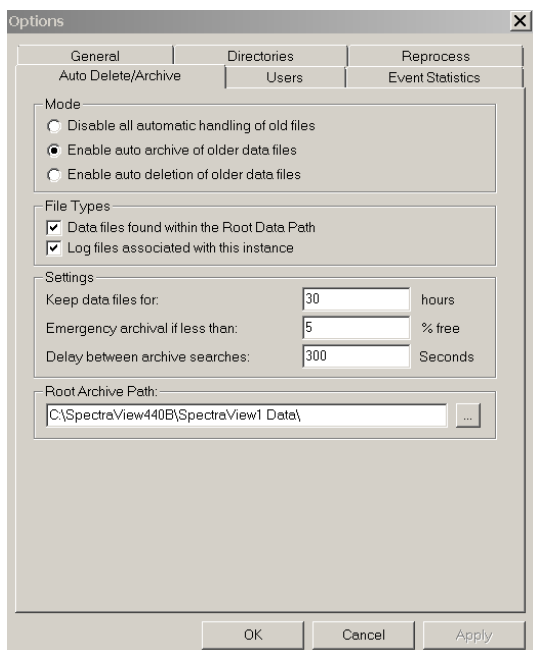 Options
General Directories Reprocess
Auto Delete/Archive Users Event Statistics
Mode
Disable all automatic handling of old files
Enable auto archive of older data files
Enable auto deletion of older data files
File Types
Data files found within the Root Data Path
Log files associated with this instance
Settings
Keep data files for: 30 hours
Emergency archival if less than: 5 % free
Delay between archive searches: 300 Seconds
Root Archive Path:
C:\SpectraView440B\SpectraView1 Data\ ...
OK Cancel Apply